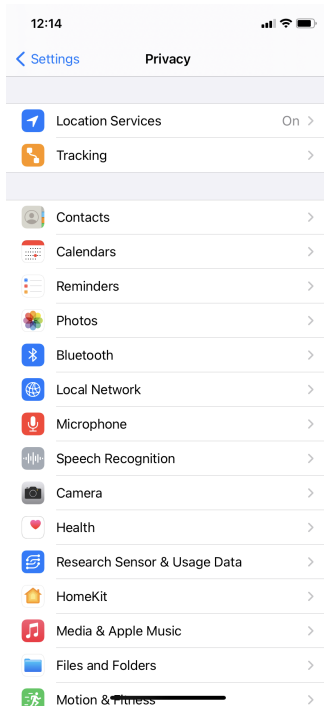 12:14
Settings
Privacy
Location Services On
Tracking
Contacts
Calendars
Reminders
Photos
Bluetooth
Local Network
Microphone
Speech Recognition
Camera
Health
Research Sensor & Usage Data
HomeKit
Media & Apple Music
Files and Folders
Motion & Fitness